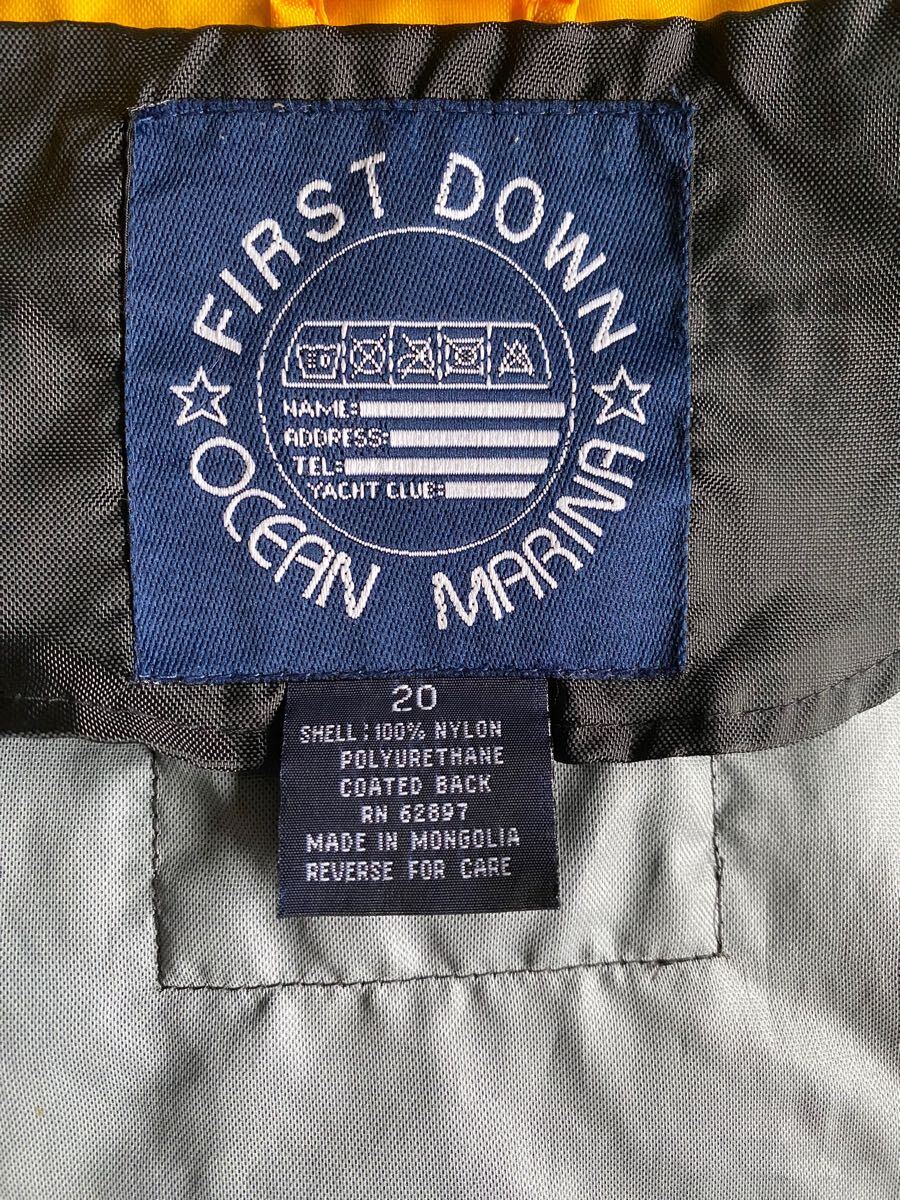 FIRST DOWN
NAME:
ADDRESS:
TEL:
YACHT CLUB:
OCEAN MARINA
20
SHELL:100% NYLON
POLYURETHANE
COATED BACK
RN 62897
MADE IN MONGOLIA
REVERSE FOR CARE